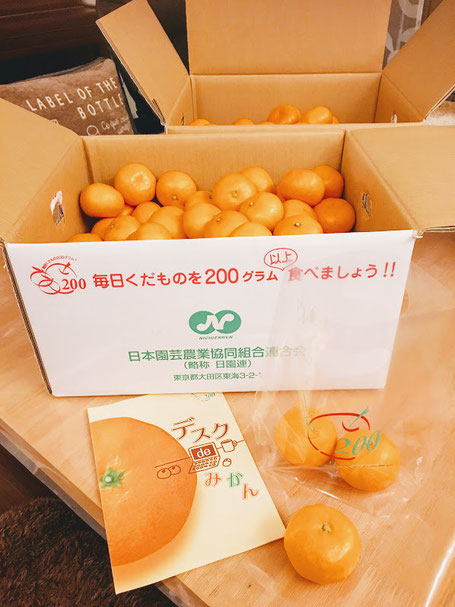 LABEL OF THE
BOTTLE
200
毎日くだものを200グラム以上食べましょう!!
日本園芸農業協同組合連合会
(略称 日園連)
東京都大田区東海3-2-1
200
デスク
de
みかん
200